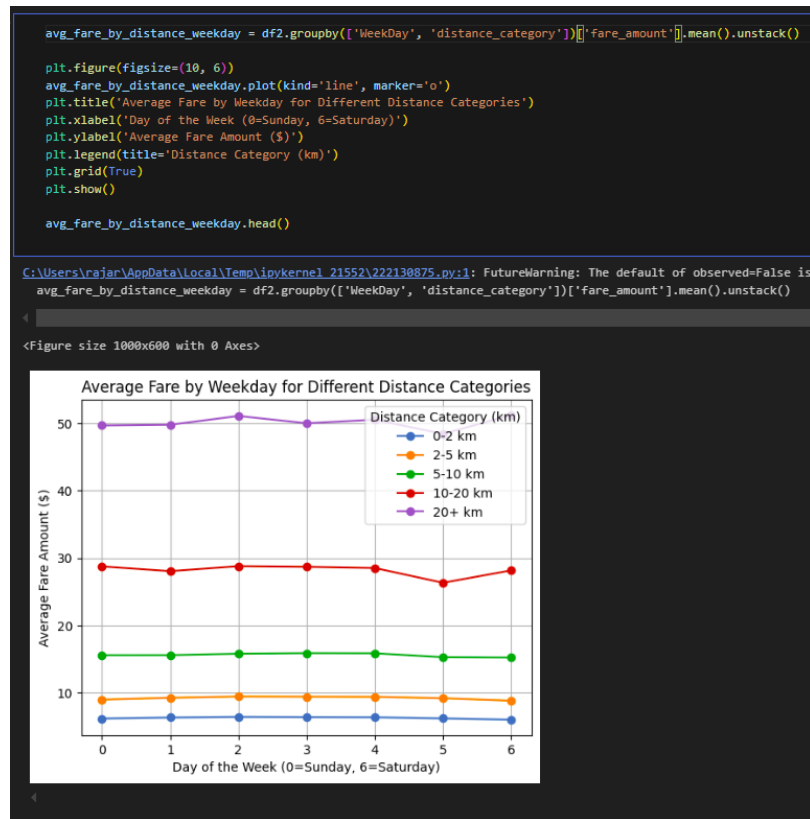 avg_fare_by_distance_weekday = df2.groupby(['WeekDay', 'distance_category'])['fare_amount'].mean().unstack()
plt.figure(figsize=(10, 6))
avg_fare_by_distance_weekday.plot(kind='line', marker='o')
plt.title('Average Fare by Weekday for Different Distance Categories')
plt.xlabel('Day of the Week (0=Sunday, 6=Saturday)')
plt.ylabel('Average Fare Amount ($)')
plt.legend(title='Distance Category (km)')
plt.grid(True)
plt.show()
avg_fare_by_distance_weekday.head()
C:\Users\rajar\AppData\Local\Temp\ipykernel_21552\222130875.py:1: FutureWarning: The default of observed=False is
avg_fare_by_distance_weekday = df2.groupby(['WeekDay', 'distance_category'])['fare_amount'].mean().unstack()
<Figure size 1000x600 with 0 Axes>
Average Fare by Weekday for Different Distance Categories
Distance Category (km)
0-2 km
2-5 km
5-10 km
10-20 km
20+ km
Average Fare Amount ($)
50
40
30
20
10
0 1 2 3 4 5 6
Day of the Week (0=Sunday, 6=Saturday)